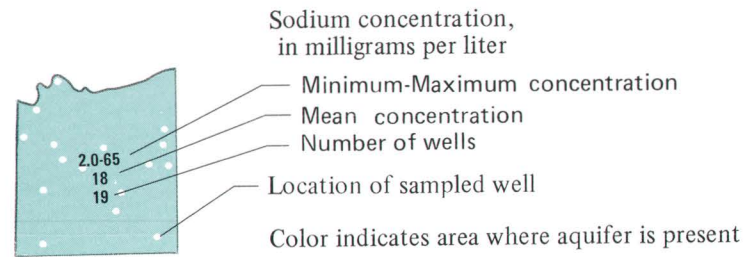 Sodium concentration,
in milligrams per liter
Minimum-Maximum concentration
Mean concentration
Number of wells
2.0-65
18
19
Location of sampled well
Color indicates area where aquifer is present